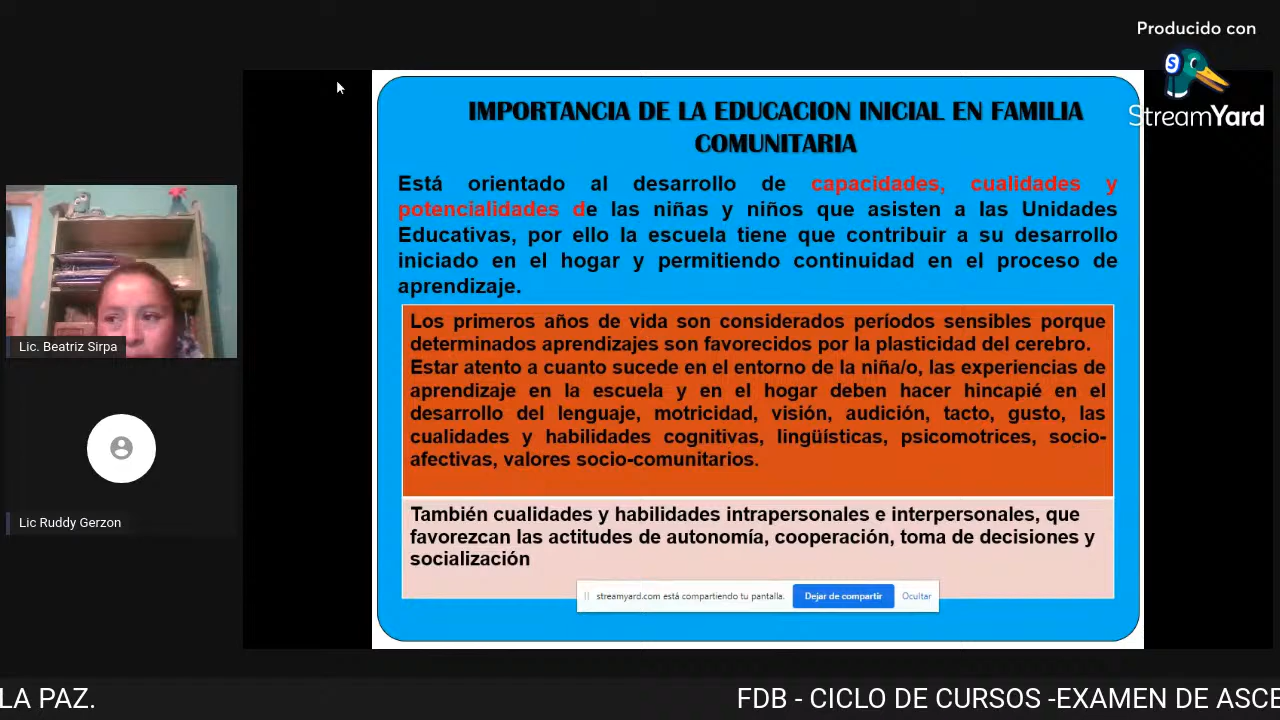 Producido con
StreamYard
IMPORTANCIA DE LA EDUCACION INICIAL EN FAMILIA
COMUNITARIA
Está orientado al desarrollo de capacidades, cualidades y
potencialidades de las niñas y niños que asisten a las Unidades
Educativas, por ello la escuela tiene que contribuir a su desarrollo
iniciado en el hogar y permitiendo continuidad en el proceso de
aprendizaje.
Los primeros años de vida son considerados períodos sensibles porque
determinados aprendizajes son favorecidos por la plasticidad del cerebro.
Estar atento a cuanto sucede en el entorno de la niña/o, las experiencias de
aprendizaje en la escuela y en el hogar deben hacer hincapié en el
desarrollo del lenguaje, motricidad, visión, audición, tacto, gusto, las
cualidades y habilidades cognitivas, lingüísticas, psicomotrices, socio-
afectivas, valores socio-comunitarios.
También cualidades y habilidades intrapersonales e interpersonales, que
favorezcan las actitudes de autonomía, cooperación, toma de decisiones y
socialización
streamyard.com está compartiendo tu pantalla. Dejar de compartir Ocultar
Lic. Beatriz Sirpa
Lic Ruddy Gerzon
LA PAZ. FDB - CICLO DE CURSOS -EXAMEN DE ASCE